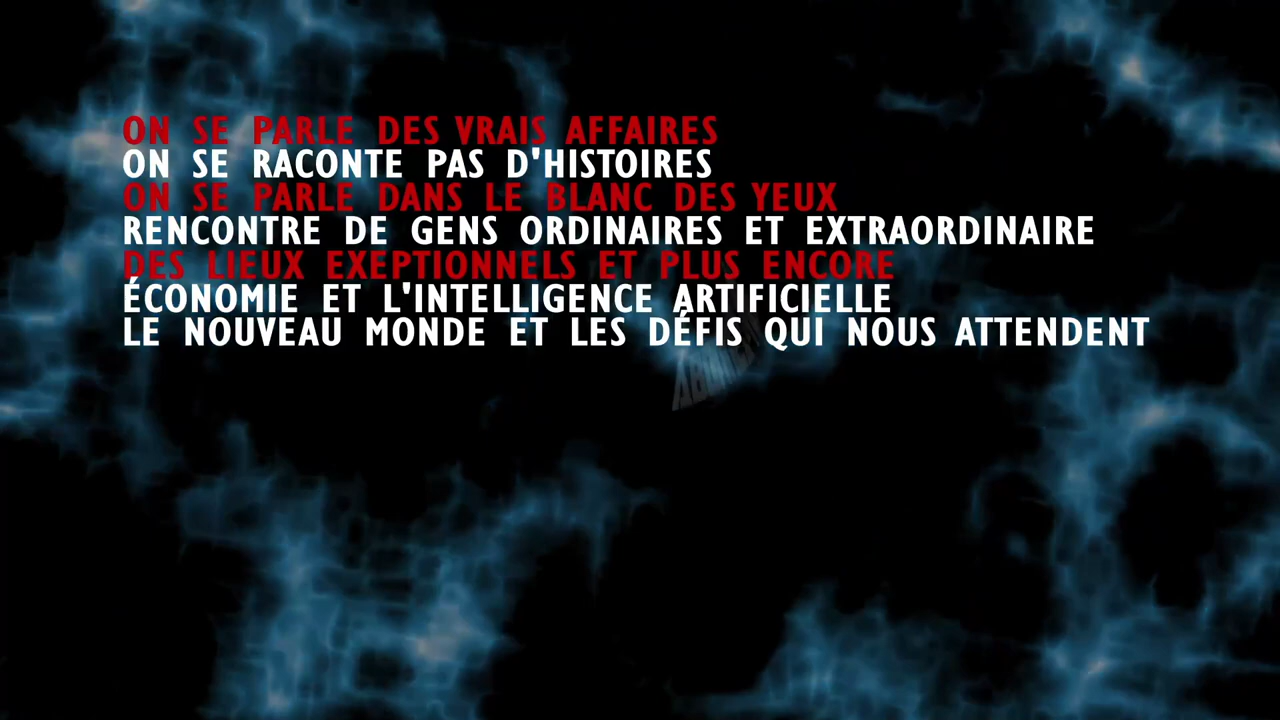 ON SE PARLE DES VRAIS AFFAIRES
ON SE RACONTE PAS D'HISTOIRES
ON SE PARLE DANS LE BLANC DES YEUX
RENCONTRE DE GENS ORDINAIRES ET EXTRAORDINAIRE
DES LIEUX EXEPTIONNELS ET PLUS ENCORE
ÉCONOMIE ET L'INTELLIGENCE ARTIFICIELLE
LE NOUVEAU MONDE ET LES DÉFIS QUI NOUS ATTENDENT